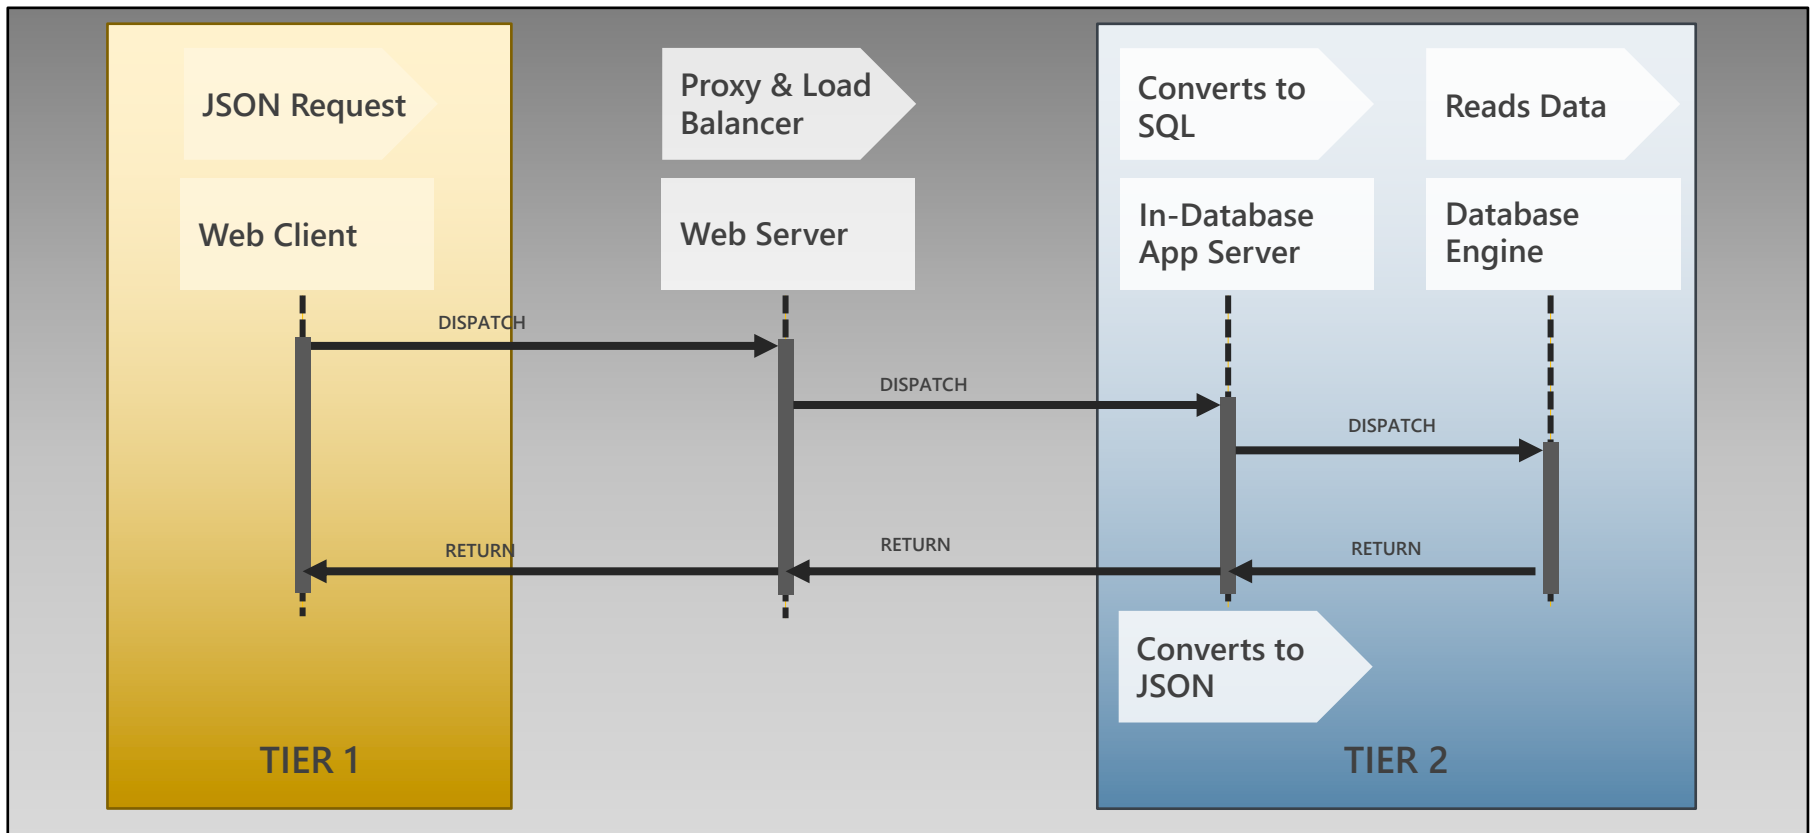 JSON Request
Proxy & Load
Balancer
Converts to
SQL
Reads Data
Web Client
Web Server
In-Database
App Server
Database
Engine
DISPATCH
DISPATCH
DISPATCH
RETURN
RETURN
RETURN
Converts to
JSON
TIER 1
TIER 2